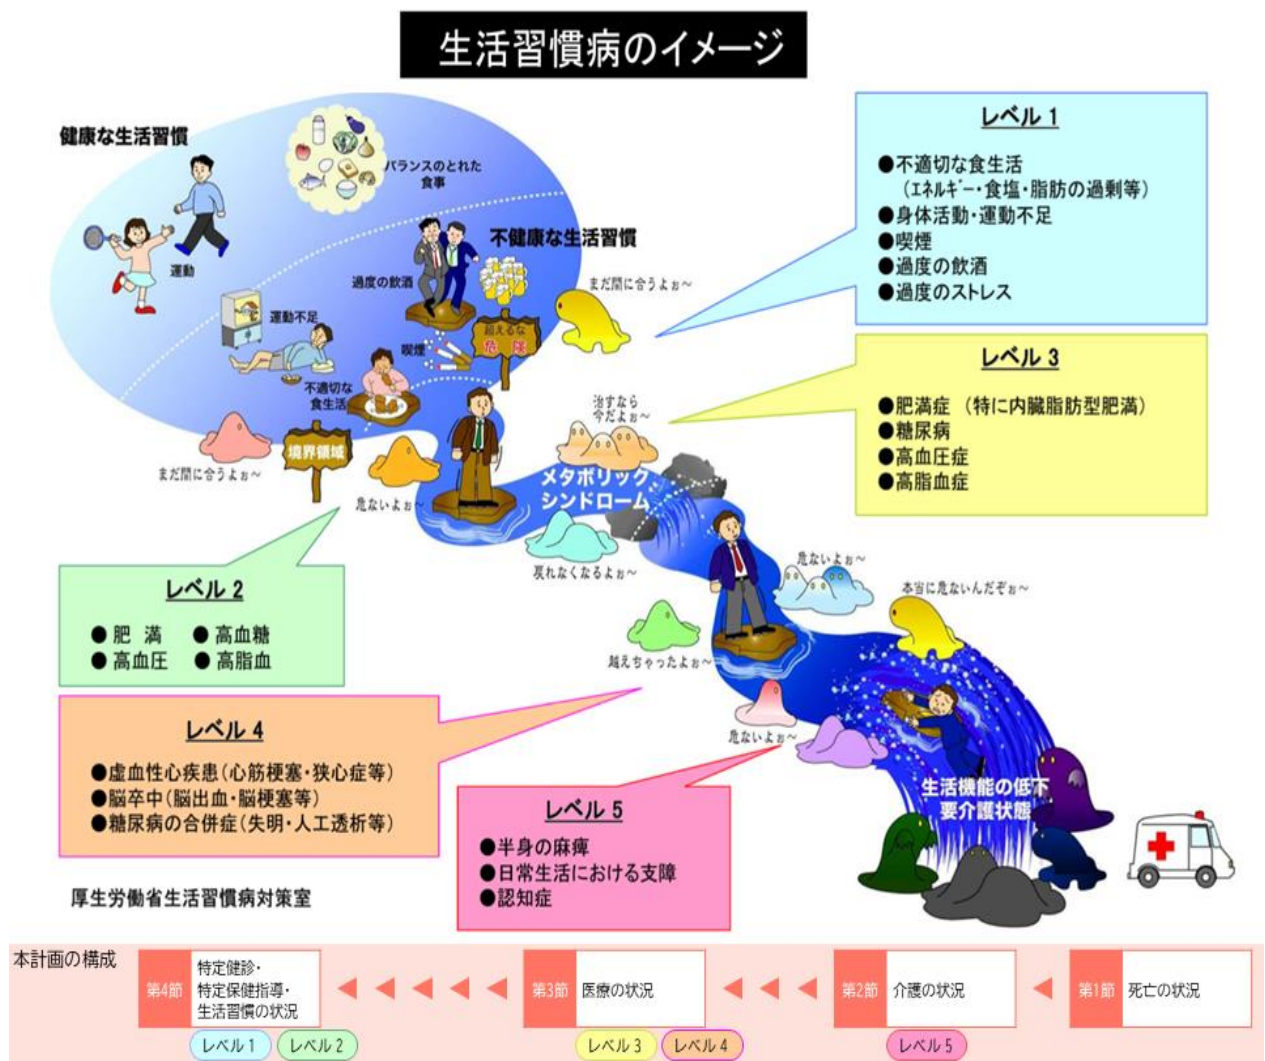 生活習慣病のイメージ
健康な生活習慣
バランスのとれた
食事
運動
不健康な生活習慣
過度の飲酒
まだ間に合うよぉ～
運動不足
喫煙
超えるな
危険
不適切な
食生活
境界領域
まだ間に合うよぉ～
危ないよぉ～
治すなら
今だよぉ～
メタボリック
シンドローム
戻れなくなるよぉ～
危ないよぉ～
本当に危ないんだぞぉ～
越えちゃったよぉ～
危ないよぉ～
生活機能の低下
要介護状態
レベル 1
●不適切な食生活
（エネルギー・食塩・脂肪の過剰等）
●身体活動・運動不足
●喫煙
●過度の飲酒
●過度のストレス
レベル 3
●肥満症 （特に内臓脂肪型肥満）
●糖尿病
●高血圧症
●高脂血症
レベル 2
● 肥 満 ● 高血糖
● 高血圧 ● 高脂血
レベル 4
●虚血性心疾患（心筋梗塞・狭心症等）
●脳卒中（脳出血・脳梗塞等）
●糖尿病の合併症（失明・人工透析等）
レベル 5
●半身の麻痺
●日常生活における支障
●認知症
厚生労働省生活習慣病対策室
本計画の構成
第4節
特定健診・
特定保健指導・
生活習慣の状況
第3節 医療の状況
第2節 介護の状況
第1節 死亡の状況
レベル1 レベル2 レベル3 レベル4 レベル5